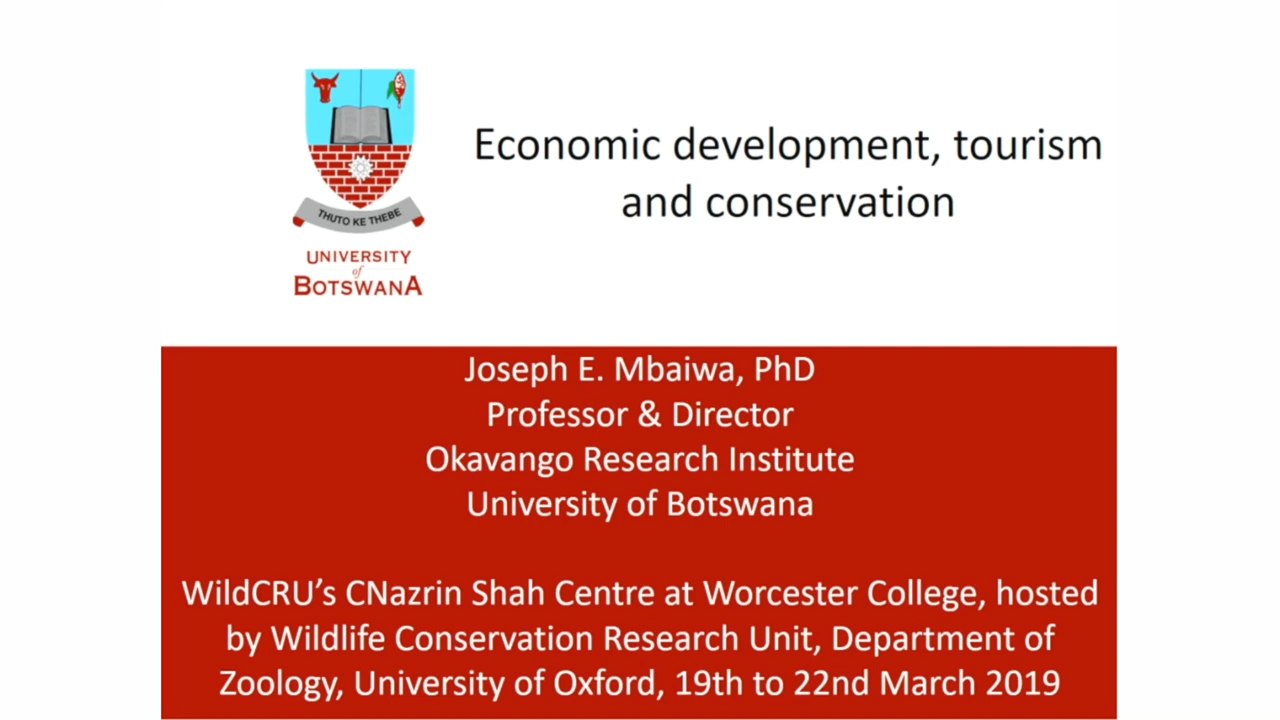 THUTO KE THEBE
UNIVERSITY
of
BOTSWANA
Economic development, tourism
and conservation
Joseph E. Mbaiwa, PhD
Professor & Director
Okavango Research Institute
University of Botswana
WildCRU’s CNazrin Shah Centre at Worcester College, hosted
by Wildlife Conservation Research Unit, Department of
Zoology, University of Oxford, 19th to 22nd March 2019